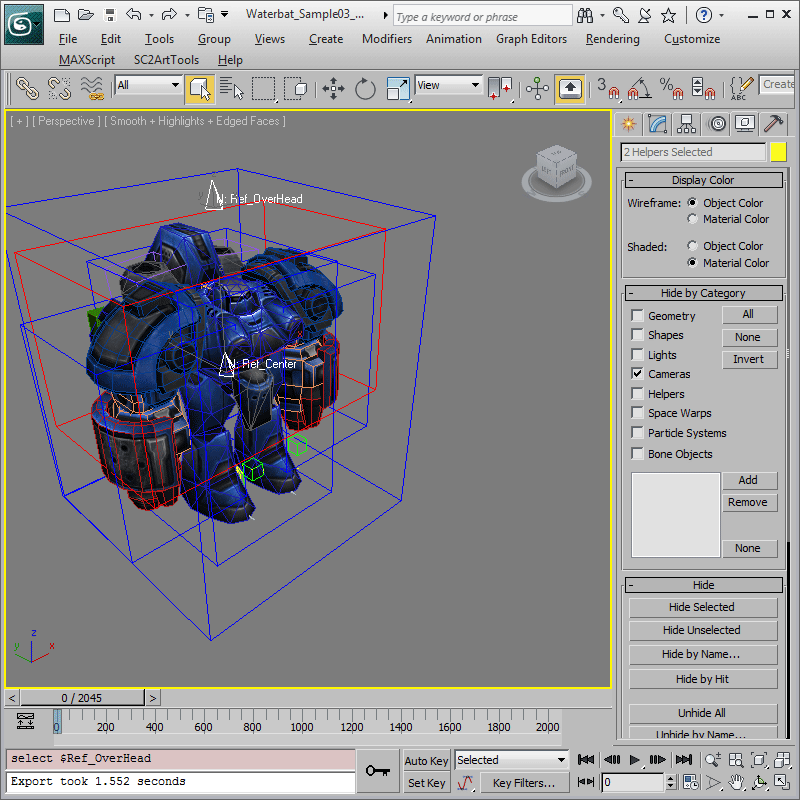 Waterbat_Sample03_...
Type a keyword or phrase
File Edit Tools Group Views Create Modifiers Animation Graph Editors Rendering Customize
MAXScript SC2ArtTools Help
All
View
3
%
ABC
Create
[ + ] [ Perspective ] [ Smooth + Highlights + Edged Faces ]
N: Ref_OverHead
N: Ref_Center
z
y
x
2 Helpers Selected
- Display Color
Wireframe: Object Color
Material Color
Shaded: Object Color
Material Color
- Hide by Category
Geometry
Shapes
Lights
Cameras
Helpers
Space Warps
Particle Systems
Bone Objects
All
None
Invert
Add
Remove
None
- Hide
Hide Selected
Hide Unselected
Hide by Name...
Hide by Hit
Unhide All
Unhide by Name...
< 0 / 2045 >
0 200 400 600 800 1000 1200 1400 1600 1800 2000
select $Ref_OverHead
Export took 1.552 seconds
Auto Key
Selected
Set Key
Key Filters...
0